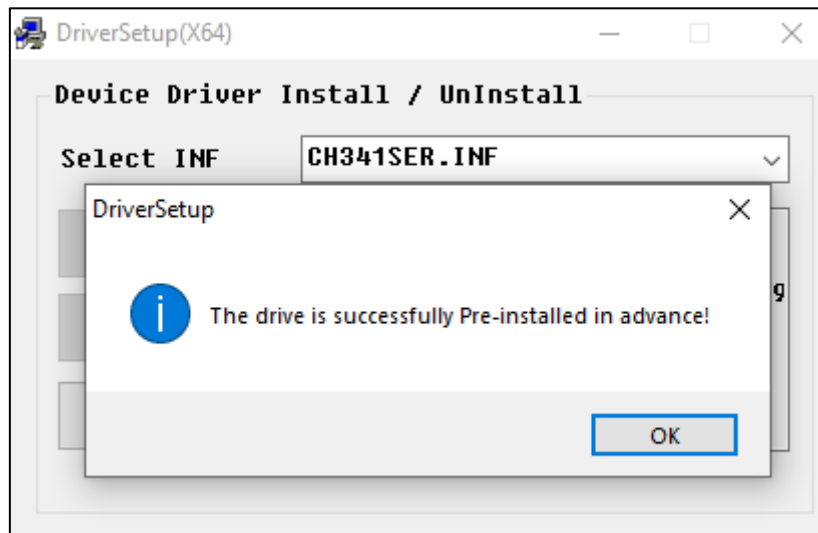 DriverSetup(X64)
Device Driver Install / UnInstall
Select INF
CH341SER.INF
DriverSetup
The drive is successfully Pre-installed in advance!
g
OK